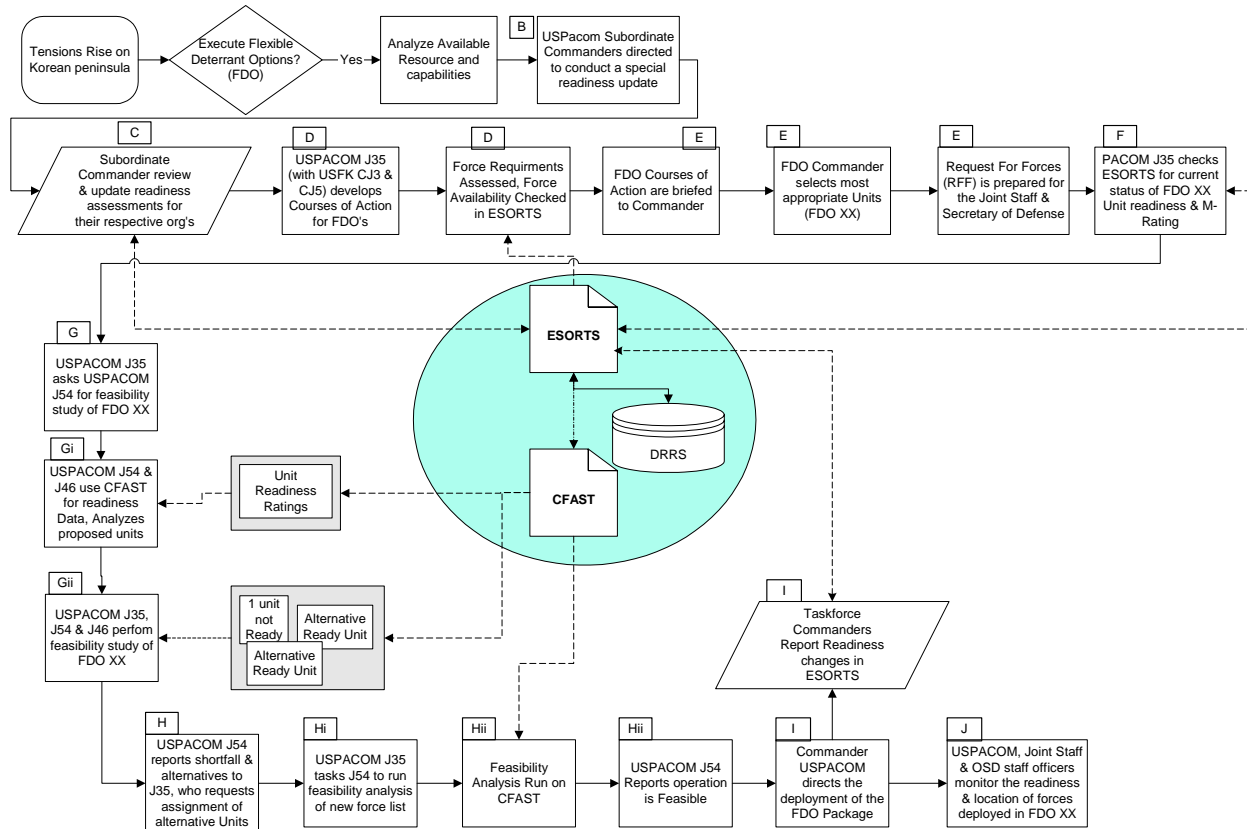 Tensions Rise on
Korean peninsula
Execute Flexible
Deterrant Options?
(FDO)
Yes
Analyze Available
Resource and
capabilities
B
USPacom Subordinate
Commanders directed
to conduct a special
readiness update
C
Subordinate
Commander review
& update readiness
assessments for
their respective org's
D
USPACOM J35
(with USFK CJ3 &
CJ5) develops
Courses of Action
for FDO's
D
Force Requirments
Assessed, Force
Availability Checked
in ESORTS
E
FDO Courses of
Action are briefed
to Commander
E
FDO Commander
selects most
appropriate Units
(FDO XX)
E
Request For Forces
(RFF) is prepared for
the Joint Staff &
Secretary of Defense
F
PACOM J35 checks
ESORTS for current
status of FDO XX
Unit readiness & M-
Rating
ESORTS
DRRS
CFAST
G
USPACOM J35
asks USPACOM
J54 for feasibility
study of FDO XX
Gi
USPACOM J54 &
J46 use CFAST
for readiness
Data, Analyzes
proposed units
Unit
Readiness
Ratings
Gii
USPACOM J35,
J54 & J46 perfom
feasibility study of
FDO XX
1 unit
not
Ready
Alternative
Ready Unit
Alternative
Ready Unit
I
Taskforce
Commanders
Report Readiness
changes in
ESORTS
H
USPACOM J54
reports shortfall &
alternatives to
J35, who requests
assignment of
alternative Units
Hi
USPACOM J35
tasks J54 to run
feasibility analysis
of new force list
Hii
Feasibility
Analysis Run on
CFAST
Hii
USPACOM J54
Reports operation
is Feasible
I
Commander
USPACOM
directs the
deployment of the
FDO Package
J
USPACOM, Joint Staff
& OSD staff officers
monitor the readiness
& location of forces
deployed in FDO XX